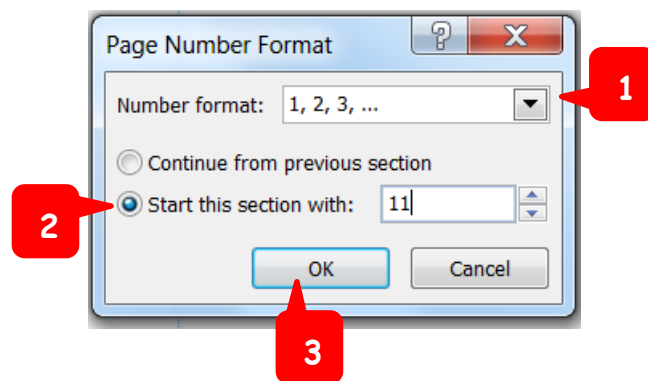 Page Number Format
Number format: 1, 2, 3, ...
1
Continue from previous section
Start this section with: 11
2
OK Cancel
3